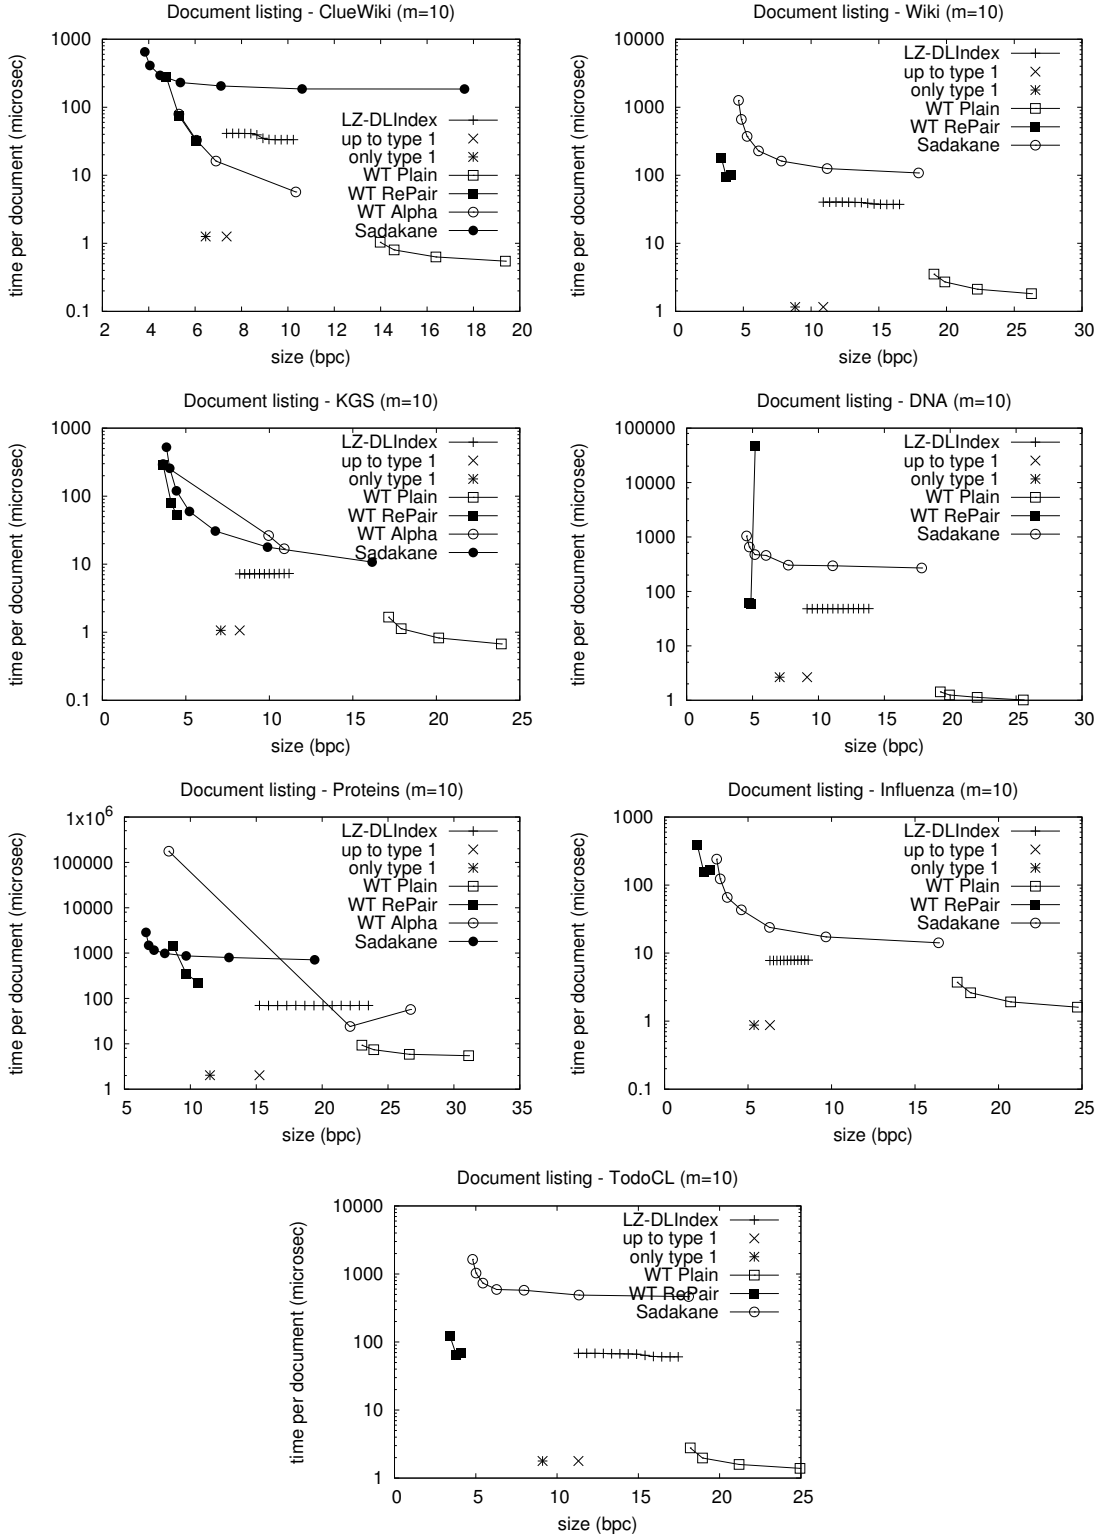 Document listing - ClueWiki (m=10)
time per document (microsec)
1000
100
10
1
0.1
LZ-DLIndex
up to type 1
only type 1
WT Plain
WT RePair
WT Alpha
Sadakane
2 4 6 8 10 12 14 16 18 20
size (bpc)
Document listing - Wiki (m=10)
time per document (microsec)
10000
1000
100
10
1
LZ-DLIndex
up to type 1
only type 1
WT Plain
WT RePair
Sadakane
0 5 10 15 20 25 30
size (bpc)
Document listing - KGS (m=10)
time per document (microsec)
1000
100
10
1
0.1
LZ-DLIndex
up to type 1
only type 1
WT Plain
WT RePair
WT Alpha
Sadakane
0 5 10 15 20 25
size (bpc)
Document listing - DNA (m=10)
time per document (microsec)
100000
10000
1000
100
10
1
LZ-DLIndex
up to type 1
only type 1
WT Plain
WT RePair
Sadakane
0 5 10 15 20 25 30
size (bpc)
Document listing - Proteins (m=10)
time per document (microsec)
1x10^6
100000
10000
1000
100
10
1
LZ-DLIndex
up to type 1
only type 1
WT Plain
WT RePair
WT Alpha
Sadakane
5 10 15 20 25 30 35
size (bpc)
Document listing - Influenza (m=10)
time per document (microsec)
1000
100
10
1
0.1
LZ-DLIndex
up to type 1
only type 1
WT Plain
WT RePair
Sadakane
0 5 10 15 20 25
size (bpc)
Document listing - TodoCL (m=10)
time per document (microsec)
10000
1000
100
10
1
LZ-DLIndex
up to type 1
only type 1
WT Plain
WT RePair
Sadakane
0 5 10 15 20 25
size (bpc)